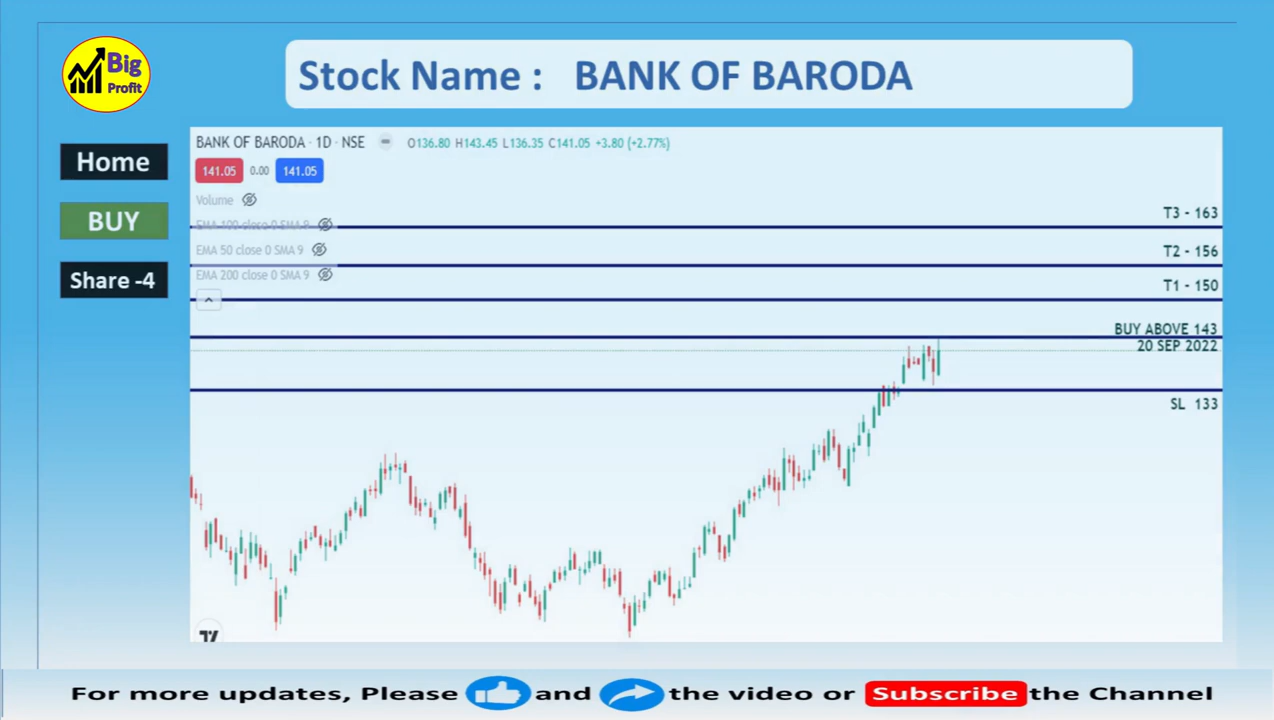 Big
Profit
Stock Name : BANK OF BARODA
Home
BUY
Share -4
BANK OF BARODA · 1D · NSE O136.80 H143.45 L136.35 C141.05 +3.80 (+2.77%)
141.05 0.00 141.05
Volume
EMA 100 close 0 SMA 9
EMA 50 close 0 SMA 9
EMA 200 close 0 SMA 9
T3 - 163
T2 - 156
T1 - 150
BUY ABOVE 143
20 SEP 2022
SL 133
For more updates, Please and the video or Subscribe the Channel